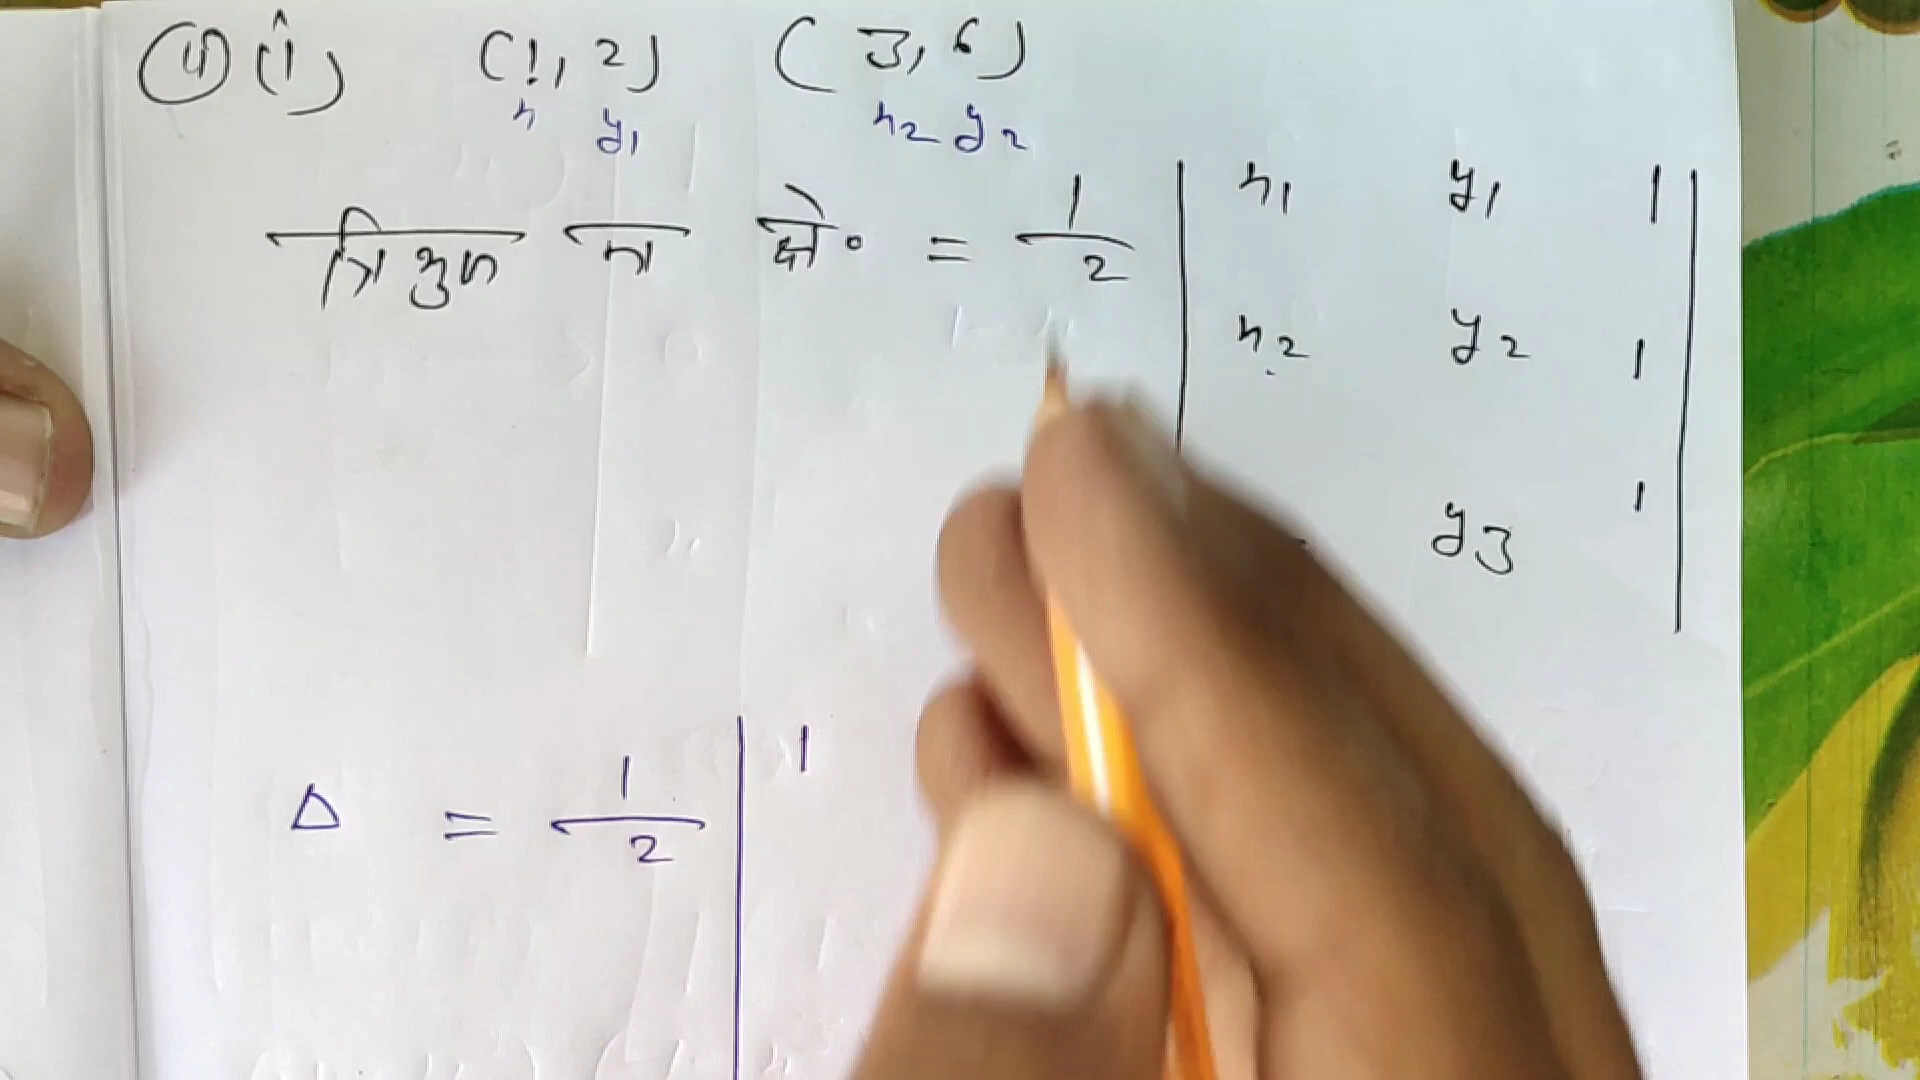 ④ (i) (1, 2) (3, 6)
x y1 x2 y2
त्रिभुज का क्षे० = 1/2 | x1 y1 1 |
x2 y2 1
y3 1
Δ = 1/2 | 1